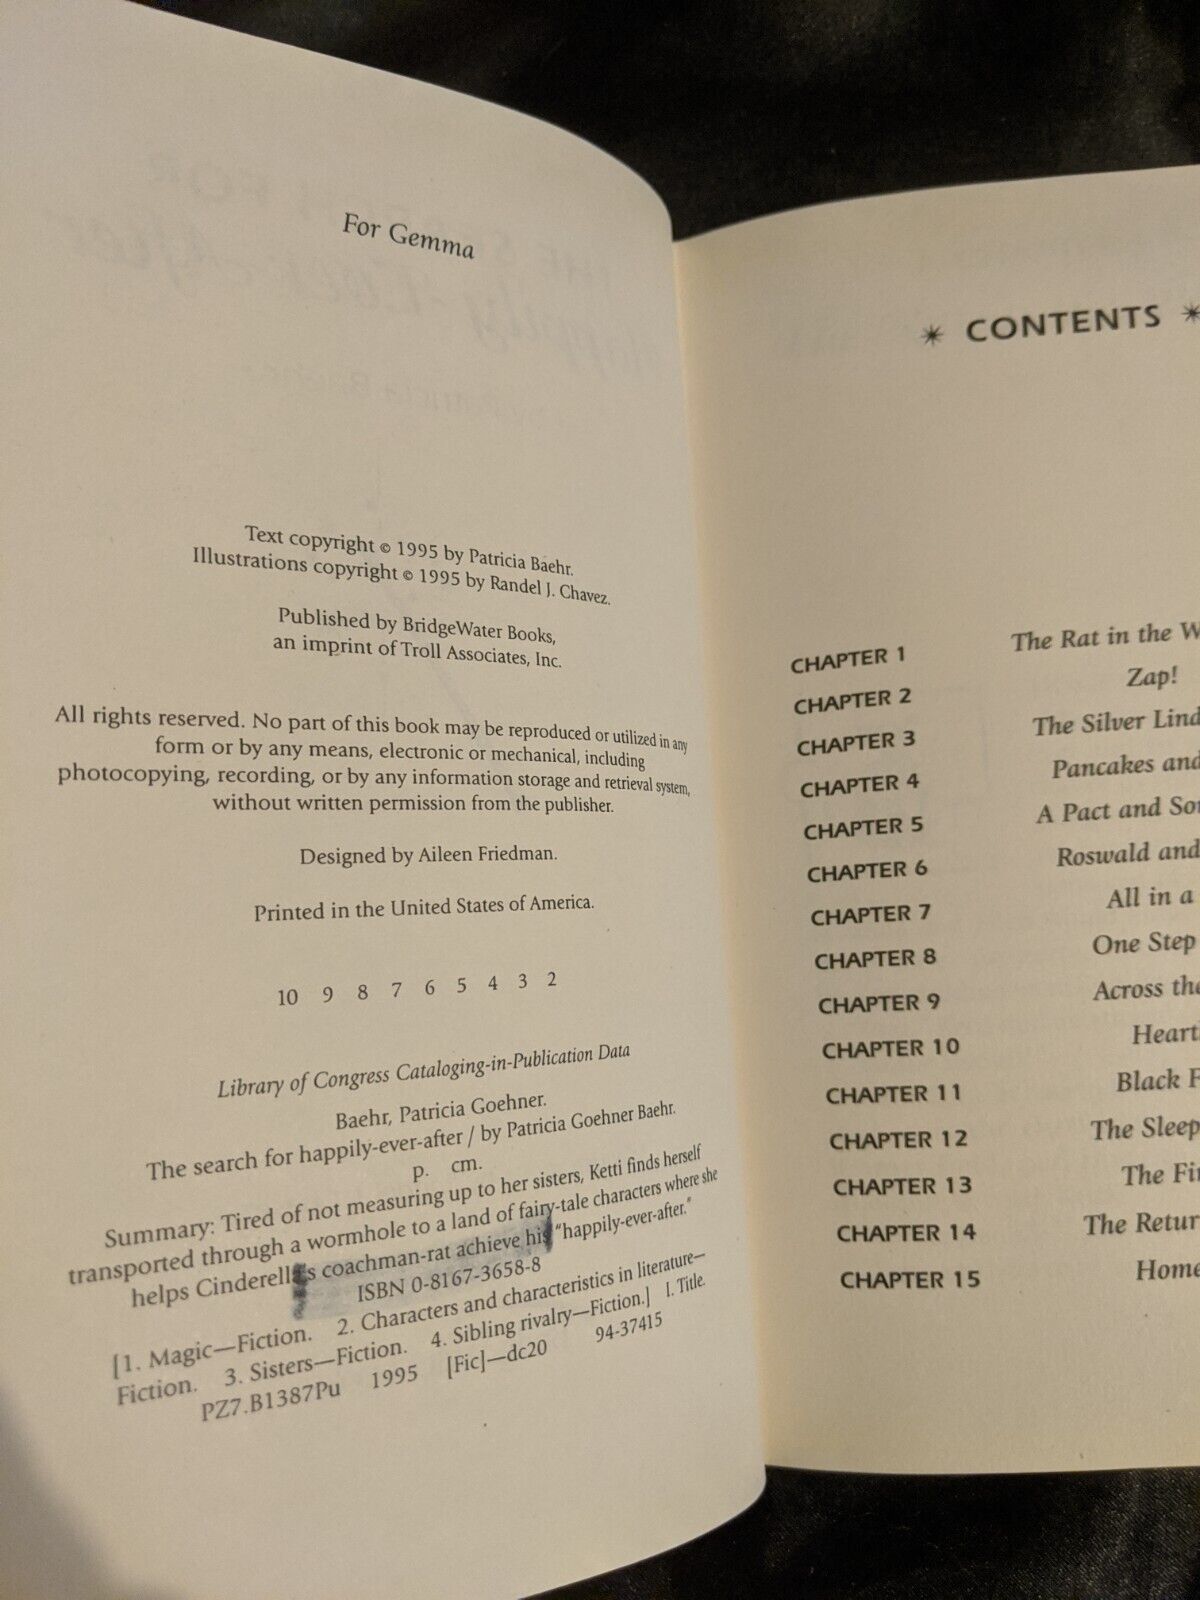 For Gemma
Text copyright © 1995 by Patricia Baehr.
Illustrations copyright © 1995 by Randel J. Chavez.
Published by BridgeWater Books,
an imprint of Troll Associates, Inc.
All rights reserved. No part of this book may be reproduced or utilized in any
form or by any means, electronic or mechanical, including
photocopying, recording, or by any information storage and retrieval system,
without written permission from the publisher.
Designed by Aileen Friedman.
Printed in the United States of America.
10 9 8 7 6 5 4 3 2
Library of Congress Cataloging-in-Publication Data
Baehr, Patricia Goehner.
The search for happily-ever-after / by Patricia Goehner Baehr.
p. cm.
Summary: Tired of not measuring up to her sisters, Ketti finds herself
transported through a wormhole to a land of fairy-tale characters where she
helps Cinderella's coachman-rat achieve his "happily-ever-after."
ISBN 0-8167-3658-8
[1. Magic—Fiction. 2. Characters and characteristics in literature—
Fiction. 3. Sisters—Fiction. 4. Sibling rivalry—Fiction.] I. Title.
PZ7.B1387Pu 1995 [Fic]—dc20 94-37415
CONTENTS
CHAPTER 1 The Rat in the W
CHAPTER 2 Zap!
CHAPTER 3 The Silver Lind
CHAPTER 4 Pancakes and
CHAPTER 5 A Pact and So
CHAPTER 6 Roswald and
CHAPTER 7 All in a
CHAPTER 8 One Step
CHAPTER 9 Across the
CHAPTER 10 Heart
CHAPTER 11 Black F
CHAPTER 12 The Sleep
CHAPTER 13 The Fi
CHAPTER 14 The Retur
CHAPTER 15 Home